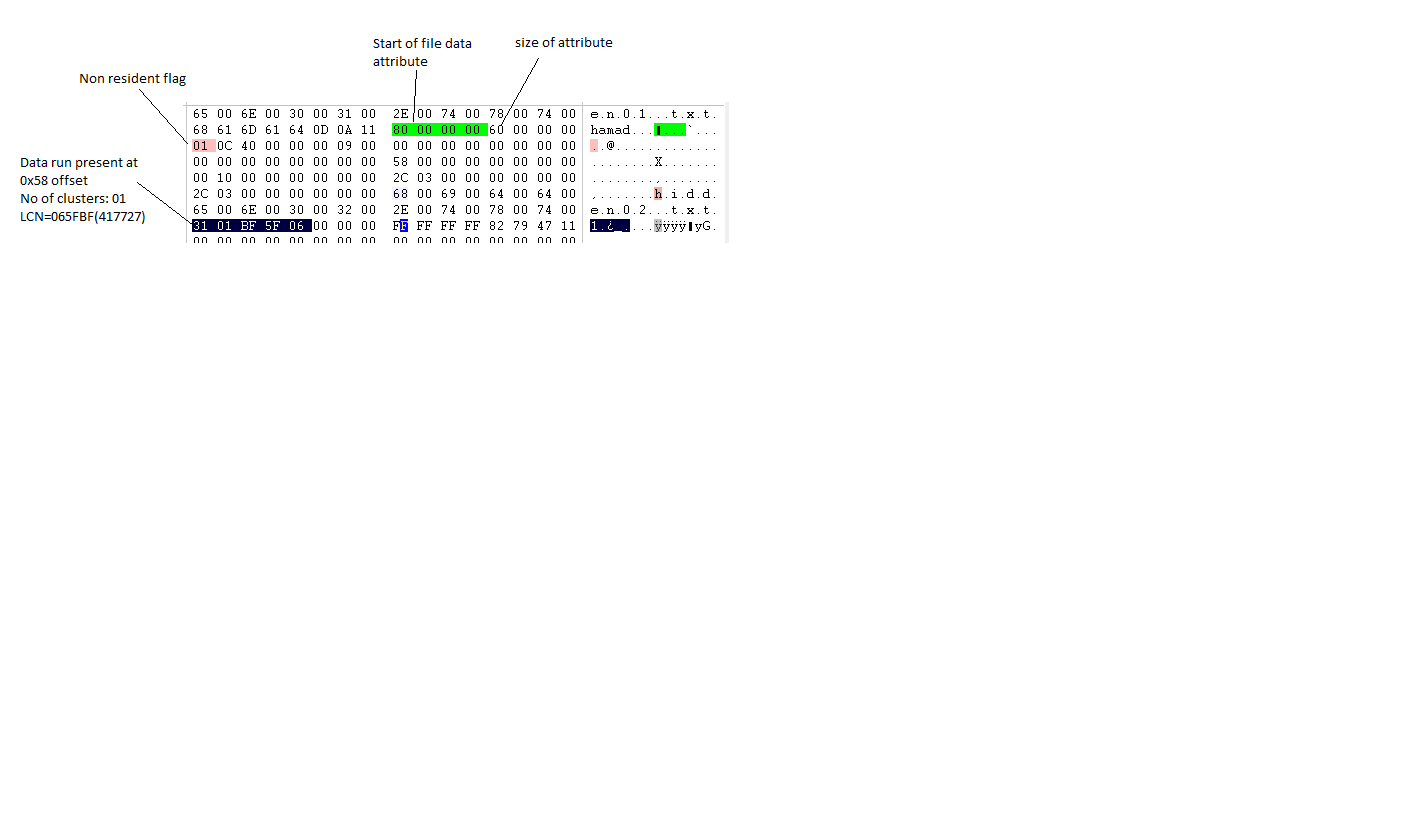 Start of file data
attribute
size of attribute
Non resident flag
Data run present at
0x58 offset
No of clusters: 01
LCN=065FBF(417727)
65 00 6E 00 30 00 31 00 2E 00 74 00 78 00 74 00 e.n.0.1...t.x.t.
68 61 6D 61 64 0D 0A 11 80 00 00 00 60 00 00 00 hamad...▮...`...
01 0C 40 00 00 00 09 00 00 00 00 00 00 00 00 00 ..@.............
00 00 00 00 00 00 00 00 58 00 00 00 00 00 00 00 ........X.......
00 10 00 00 00 00 00 00 2C 03 00 00 00 00 00 00 ........,.......
2C 03 00 00 00 00 00 00 68 00 69 00 64 00 64 00 ,.......h.i.d.d.
65 00 6E 00 30 00 32 00 2E 00 74 00 78 00 74 00 e.n.0.2...t.x.t.
31 01 BF 5F 06 00 00 00 FF FF FF FF 82 79 47 11 1.¿_....ÿÿÿÿ▮yG.
00 00 00 00 00 00 00 00 00 00 00 00 00 00 00 00